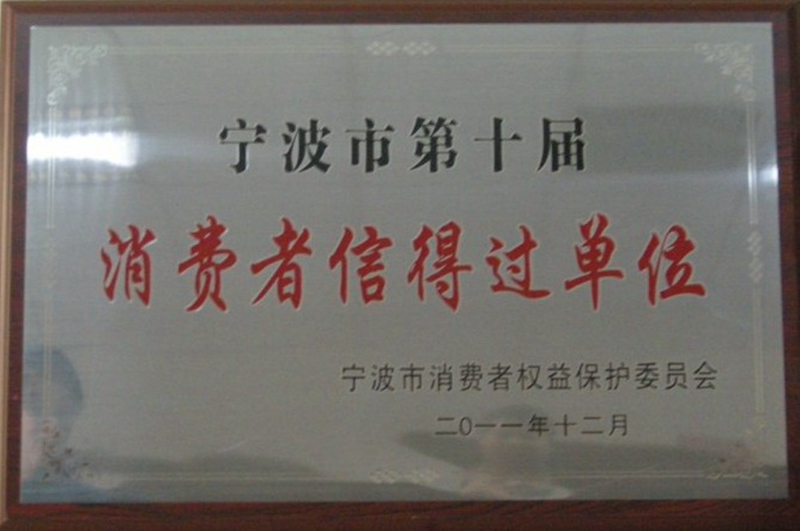 宁波市第十届
消费者信得过单位
宁波市消费者权益保护委员会
二0一一年十二月